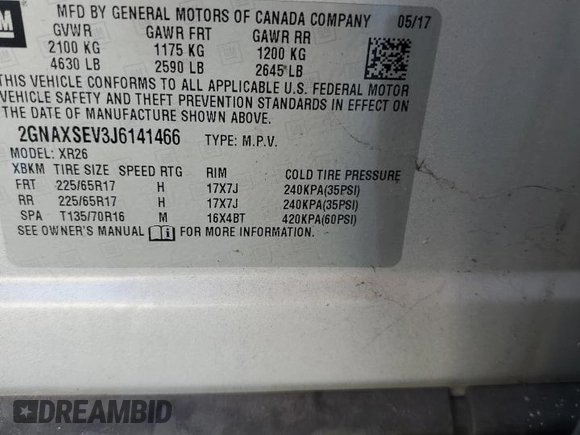 GM MFD BY GENERAL MOTORS OF CANADA COMPANY 05/17
GVWR GAWR FRT GAWR RR
2100 KG 1175 KG 1200 KG
4630 LB 2590 LB 2645 LB
THIS VEHICLE CONFORMS TO ALL APPLICABLE U.S. FEDERAL MOTOR
VEHICLE SAFETY AND THEFT PREVENTION STANDARDS IN EFFECT ON
THE DATE OF MANUFACTURE SHOWN ABOVE.
2GNAXSEV3J6141466 TYPE: M.P.V.
MODEL: XR26
XBKM TIRE SIZE SPEED RTG RIM COLD TIRE PRESSURE
FRT 225/65R17 H 17X7J 240KPA(35PSI)
RR 225/65R17 H 17X7J 240KPA(35PSI)
SPA T135/70R16 M 16X4BT 420KPA(60PSI)
SEE OWNER'S MANUAL FOR MORE INFORMATION.
DREAMBID